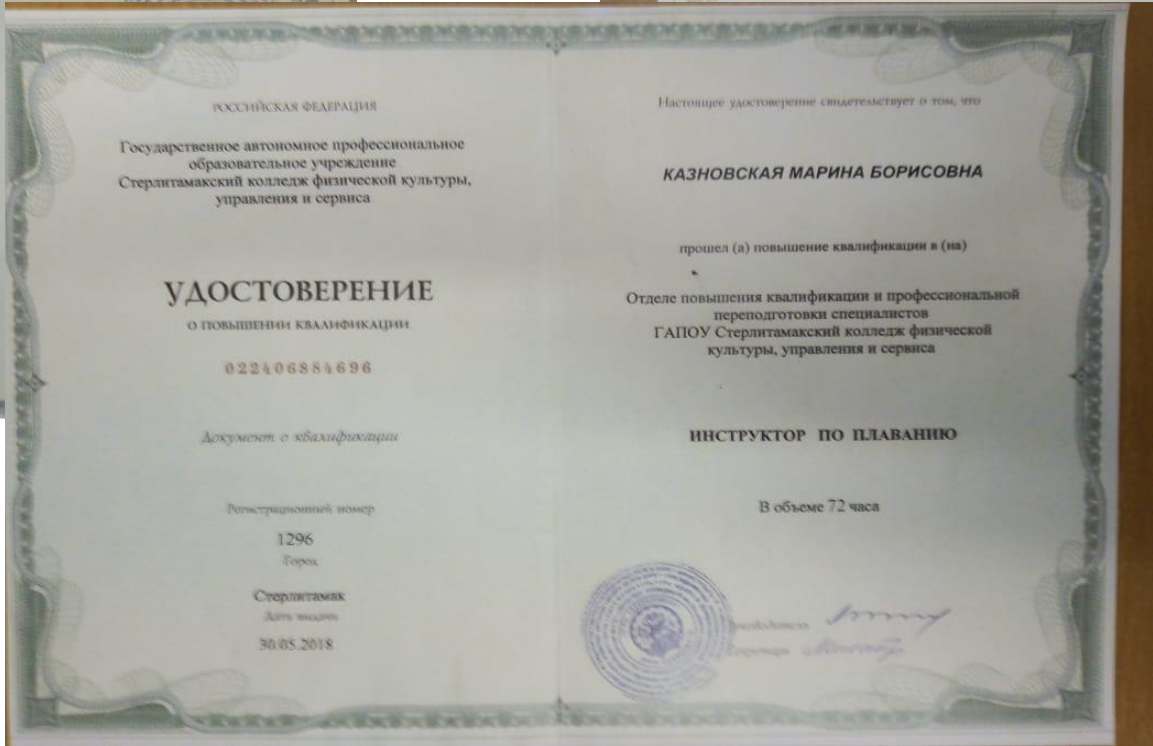 РОССИЙСКАЯ ФЕДЕРАЦИЯ
Государственное автономное профессиональное
образовательное учреждение
Стерлитамакский колледж физической культуры,
управления и сервиса
УДОСТОВЕРЕНИЕ
О ПОВЫШЕНИИ КВАЛИФИКАЦИИ
022406884696
Документ о квалификации
Регистрационный номер
1296
Город
Стерлитамак
Дата выдачи
30.05.2018
Настоящее удостоверение свидетельствует о том, что
КАЗНОВСКАЯ МАРИНА БОРИСОВНА
прошел (а) повышение квалификации в (на)
Отделе повышения квалификации и профессиональной
переподготовки специалистов
ГАПОУ Стерлитамакский колледж физической
культуры, управления и сервиса
ИНСТРУКТОР ПО ПЛАВАНИЮ
В объеме 72 часа
Руководитель
Секретарь